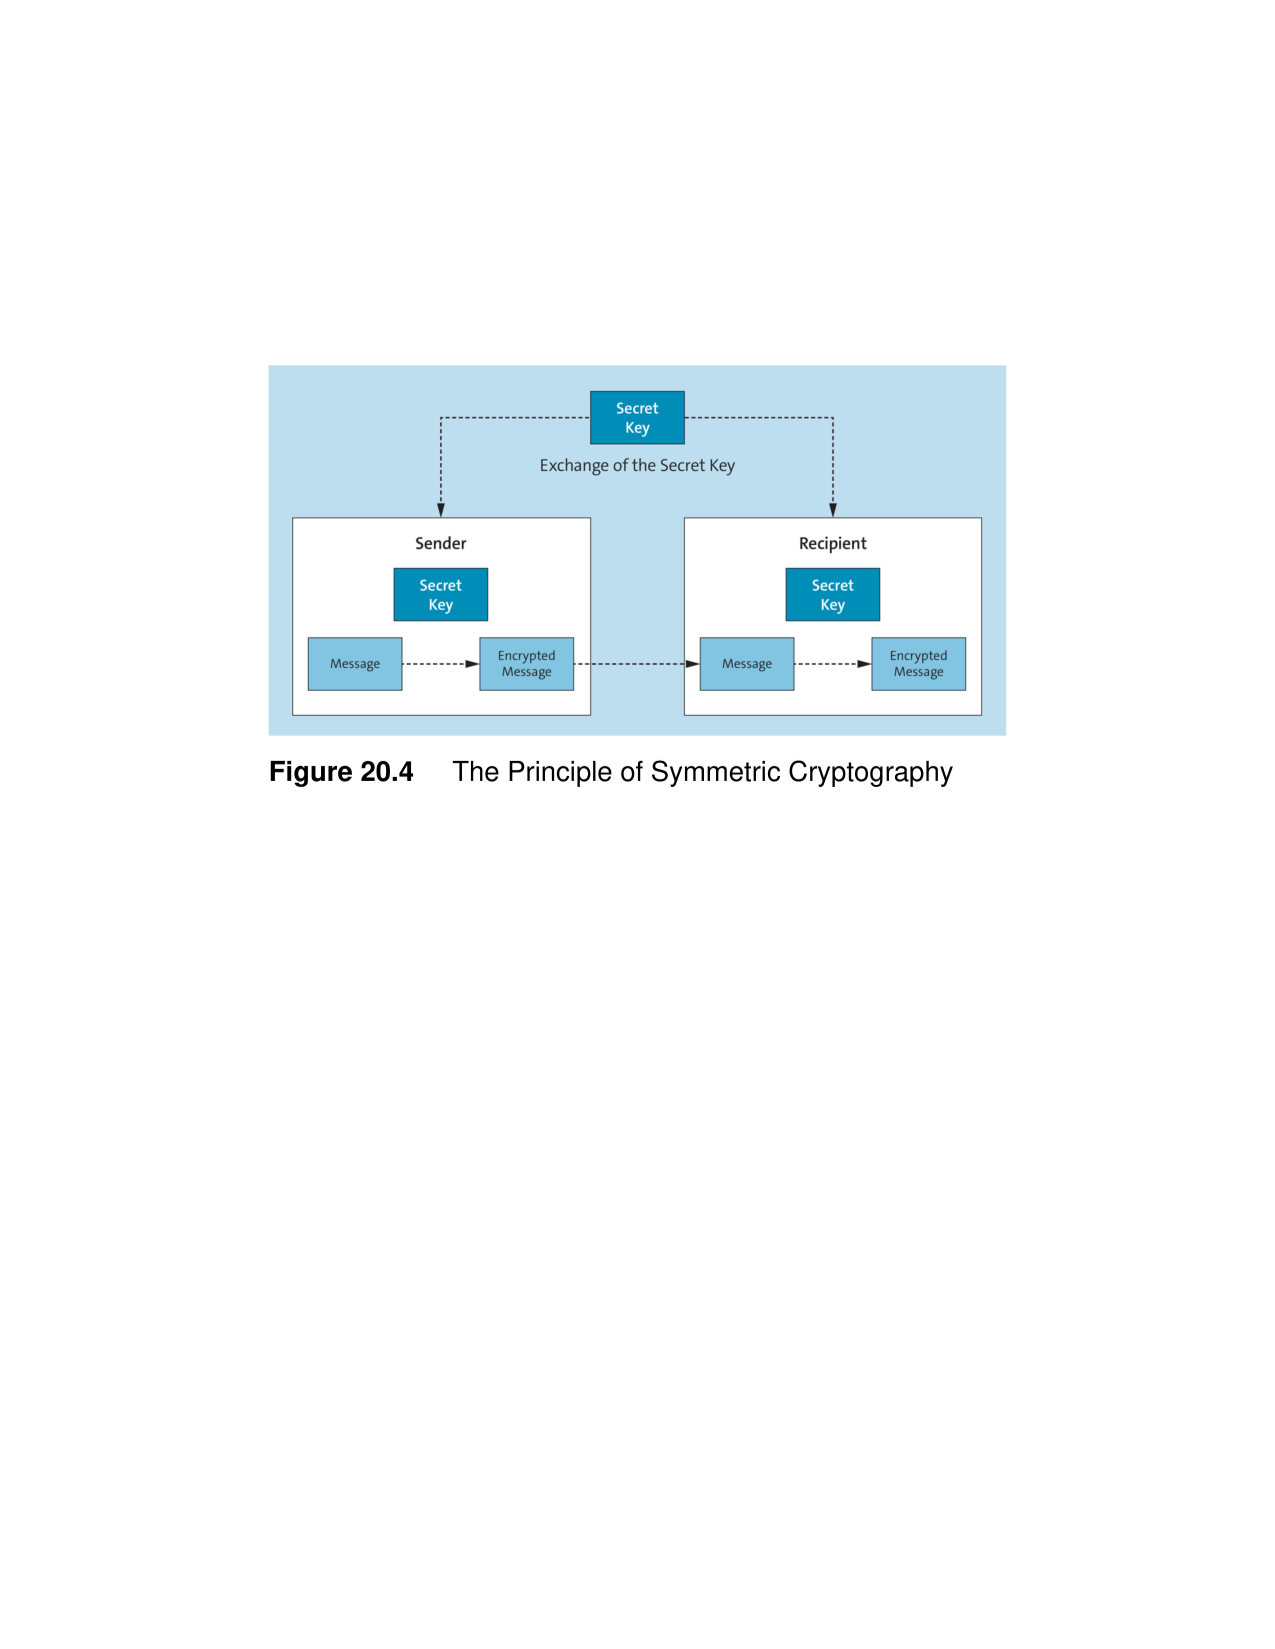 Secret
Key
Exchange of the Secret Key
Sender
Secret
Key
Message
Encrypted
Message
Recipient
Secret
Key
Message
Encrypted
Message
Figure 20.4 The Principle of Symmetric Cryptography